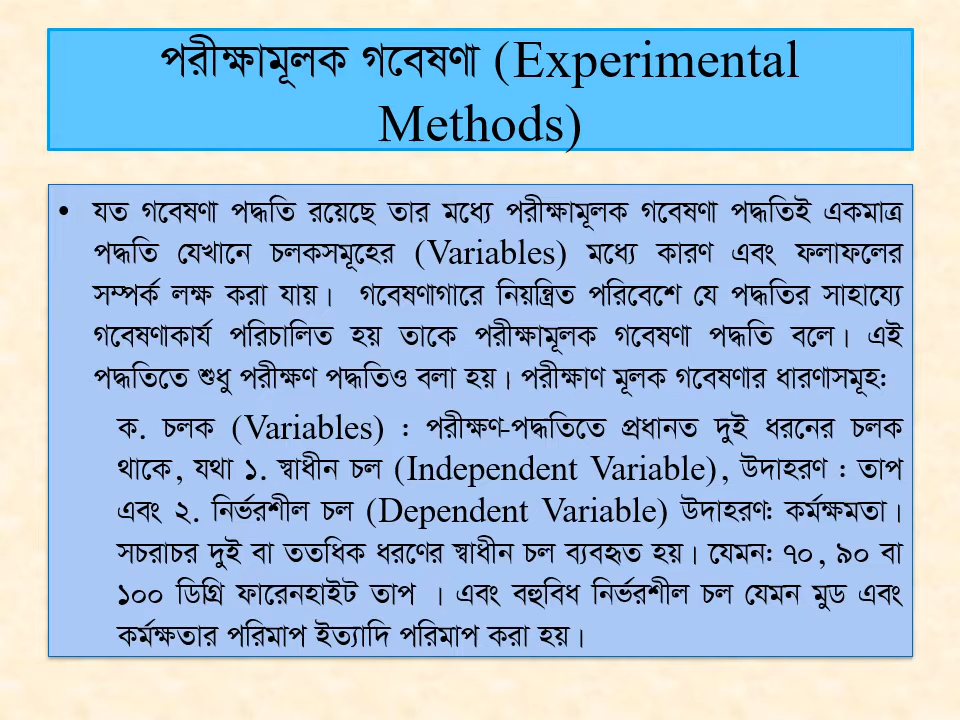 পরীক্ষামূলক গবেষণা (Experimental
Methods)
• যত গবেষণা পদ্ধতি রয়েছে তার মধ্যে পরীক্ষামূলক গবেষণা পদ্ধতিই একমাত্র
পদ্ধতি যেখানে চলকসমূহের (Variables) মধ্যে কারণ এবং ফলাফলের
সম্পর্ক লক্ষ করা যায়। গবেষণাগারে নিয়ন্ত্রিত পরিবেশে যে পদ্ধতির সাহায্যে
গবেষণাকার্য পরিচালিত হয় তাকে পরীক্ষামূলক গবেষণা পদ্ধতি বলে। এই
পদ্ধতিতে শুধু পরীক্ষণ পদ্ধতিও বলা হয়। পরীক্ষাণ মূলক গবেষণার ধারণাসমূহ:
ক. চলক (Variables) : পরীক্ষণ-পদ্ধতিতে প্রধানত দুই ধরনের চলক
থাকে, যথা ১. স্বাধীন চল (Independent Variable), উদাহরণ : তাপ
এবং ২. নির্ভরশীল চল (Dependent Variable) উদাহরণ: কর্মক্ষমতা।
সচরাচর দুই বা ততধিক ধরণের স্বাধীন চল ব্যবহৃত হয়। যেমন: ৭০, ৯০ বা
১০০ ডিগ্রি ফারেনহাইট তাপ । এবং বহুবিধ নির্ভরশীল চল যেমন মুড এবং
কর্মক্ষতার পরিমাপ ইত্যাদি পরিমাপ করা হয়।